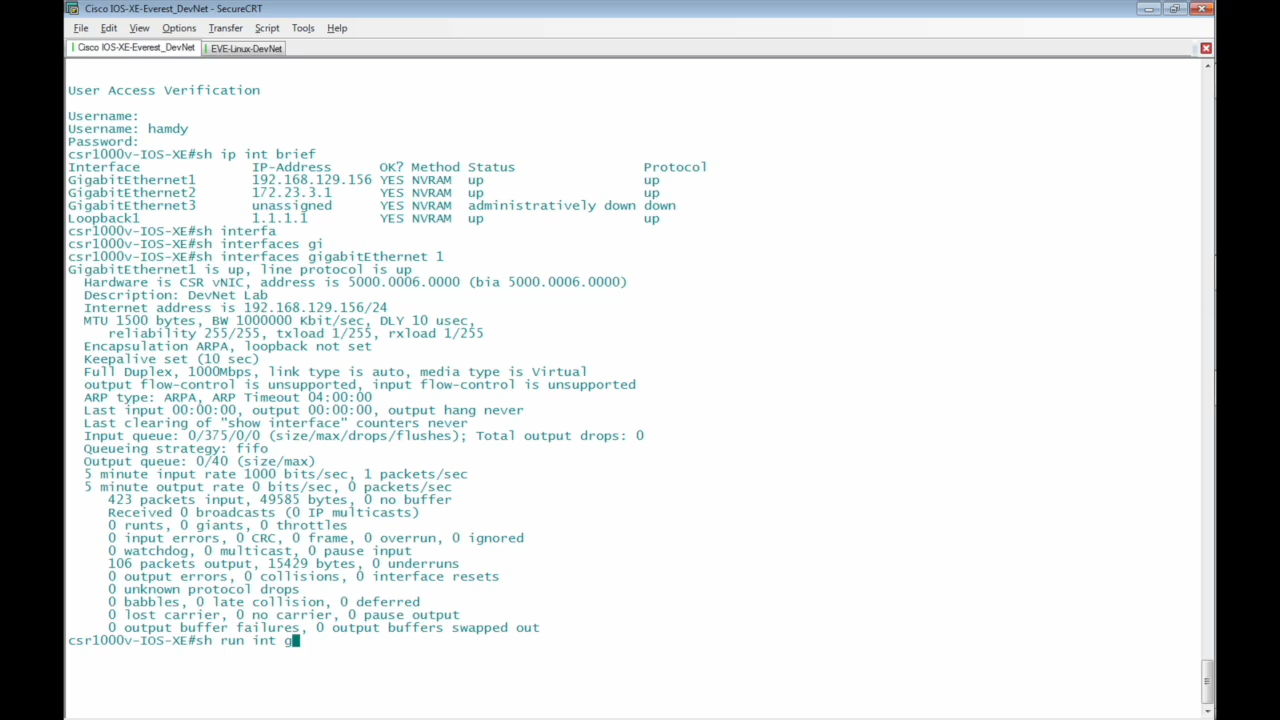 Cisco IOS-XE-Everest_DevNet - SecureCRT
File Edit View Options Transfer Script Tools Help
Cisco IOS-XE-Everest_DevNet EVE-Linux-DevNet
User Access Verification
Username:
Username: hamdy
Password:
csr1000v-IOS-XE#sh ip int brief
Interface IP-Address OK? Method Status Protocol
GigabitEthernet1 192.168.129.156 YES NVRAM up up
GigabitEthernet2 172.23.3.1 YES NVRAM up up
GigabitEthernet3 unassigned YES NVRAM administratively down down
Loopback1 1.1.1.1 YES NVRAM up up
csr1000v-IOS-XE#sh interfa
csr1000v-IOS-XE#sh interfaces gi
csr1000v-IOS-XE#sh interfaces gigabitEthernet 1
GigabitEthernet1 is up, line protocol is up
Hardware is CSR vNIC, address is 5000.0006.0000 (bia 5000.0006.0000)
Description: DevNet Lab
Internet address is 192.168.129.156/24
MTU 1500 bytes, BW 1000000 Kbit/sec, DLY 10 usec,
reliability 255/255, txload 1/255, rxload 1/255
Encapsulation ARPA, loopback not set
Keepalive set (10 sec)
Full Duplex, 1000Mbps, link type is auto, media type is Virtual
output flow-control is unsupported, input flow-control is unsupported
ARP type: ARPA, ARP Timeout 04:00:00
Last input 00:00:00, output 00:00:00, output hang never
Last clearing of "show interface" counters never
Input queue: 0/375/0/0 (size/max/drops/flushes); Total output drops: 0
Queueing strategy: fifo
Output queue: 0/40 (size/max)
5 minute input rate 1000 bits/sec, 1 packets/sec
5 minute output rate 0 bits/sec, 0 packets/sec
423 packets input, 49585 bytes, 0 no buffer
Received 0 broadcasts (0 IP multicasts)
0 runts, 0 giants, 0 throttles
0 input errors, 0 CRC, 0 frame, 0 overrun, 0 ignored
0 watchdog, 0 multicast, 0 pause input
106 packets output, 15429 bytes, 0 underruns
0 output errors, 0 collisions, 0 interface resets
0 unknown protocol drops
0 babbles, 0 late collision, 0 deferred
0 lost carrier, 0 no carrier, 0 pause output
0 output buffer failures, 0 output buffers swapped out
csr1000v-IOS-XE#sh run int g